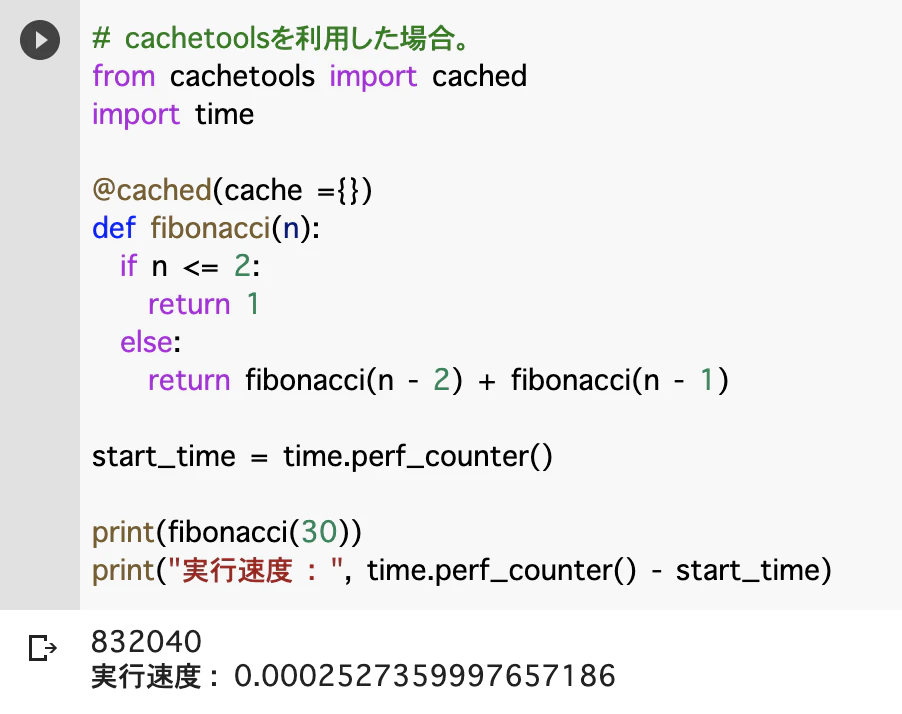 # cachetoolsを利用した場合。
from cachetools import cached
import time
@cached(cache ={})
def fibonacci(n):
  if n <= 2:
    return 1
  else:
    return fibonacci(n - 2) + fibonacci(n - 1)
start_time = time.perf_counter()
print(fibonacci(30))
print("実行速度 : ", time.perf_counter() - start_time)
832040
実行速度 : 0.0002527359997657186